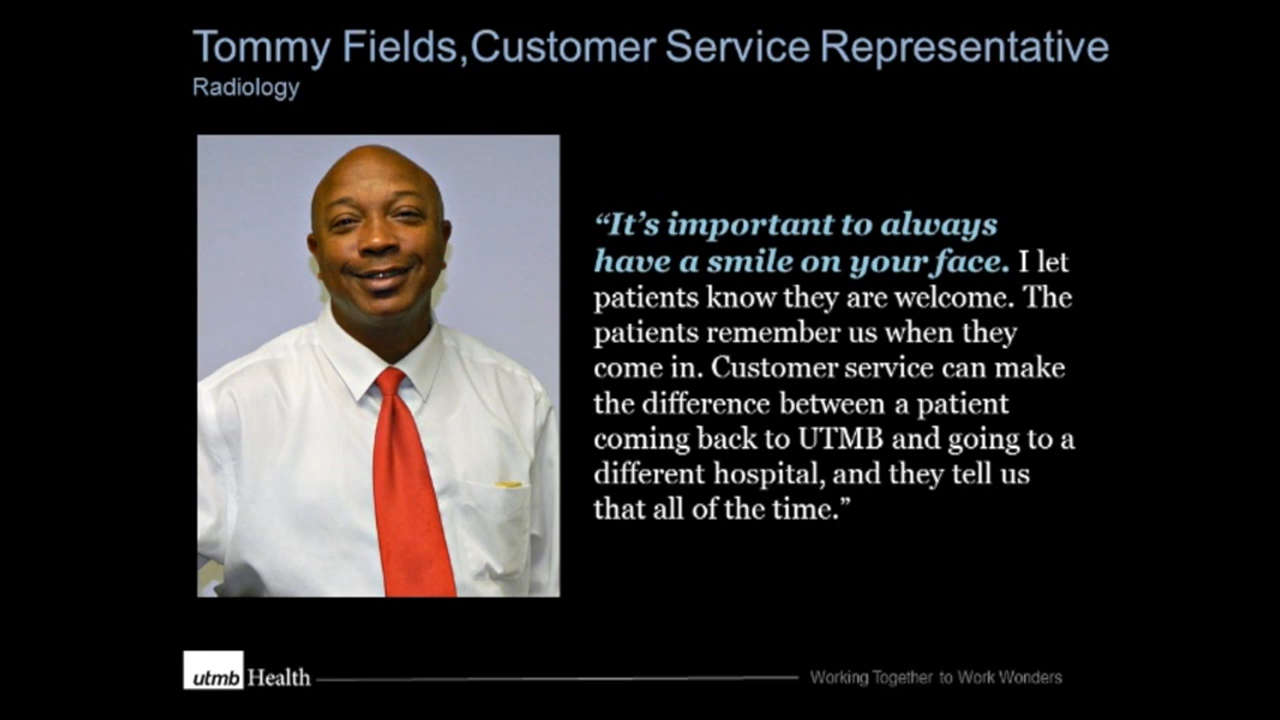 Tommy Fields,Customer Service Representative
Radiology
“It’s important to always
have a smile on your face. I let
patients know they are welcome. The
patients remember us when they
come in. Customer service can make
the difference between a patient
coming back to UTMB and going to a
different hospital, and they tell us
that all of the time.”
utmb Health
Working Together to Work Wonders